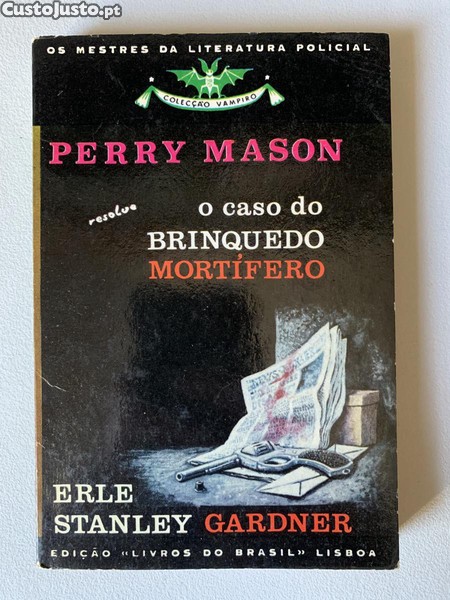 CustoJusto.pt
OS MESTRES DA LITERATURA POLICIAL
COLECÇÃO VAMPIRO
PERRY MASON
resolve
o caso do
BRINQUEDO
MORTÍFERO
ERLE
STANLEY GARDNER
EDIÇÃO «LIVROS DO BRASIL» LISBOA